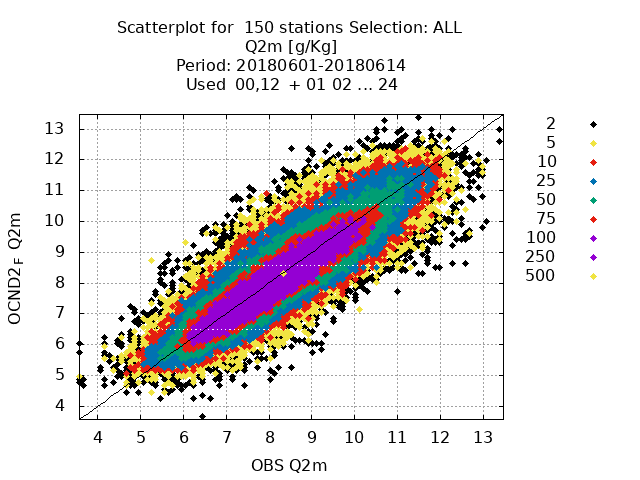 Scatterplot for  150 stations Selection: ALL
Q2m [g/Kg]
Period: 20180601-20180614
Used  00,12  + 01 02 ... 24
2
5
10
25
50
75
100
250
500
OCND2F  Q2m
13
12
11
10
9
8
7
6
5
4
4 5 6 7 8 9 10 11 12 13
OBS Q2m